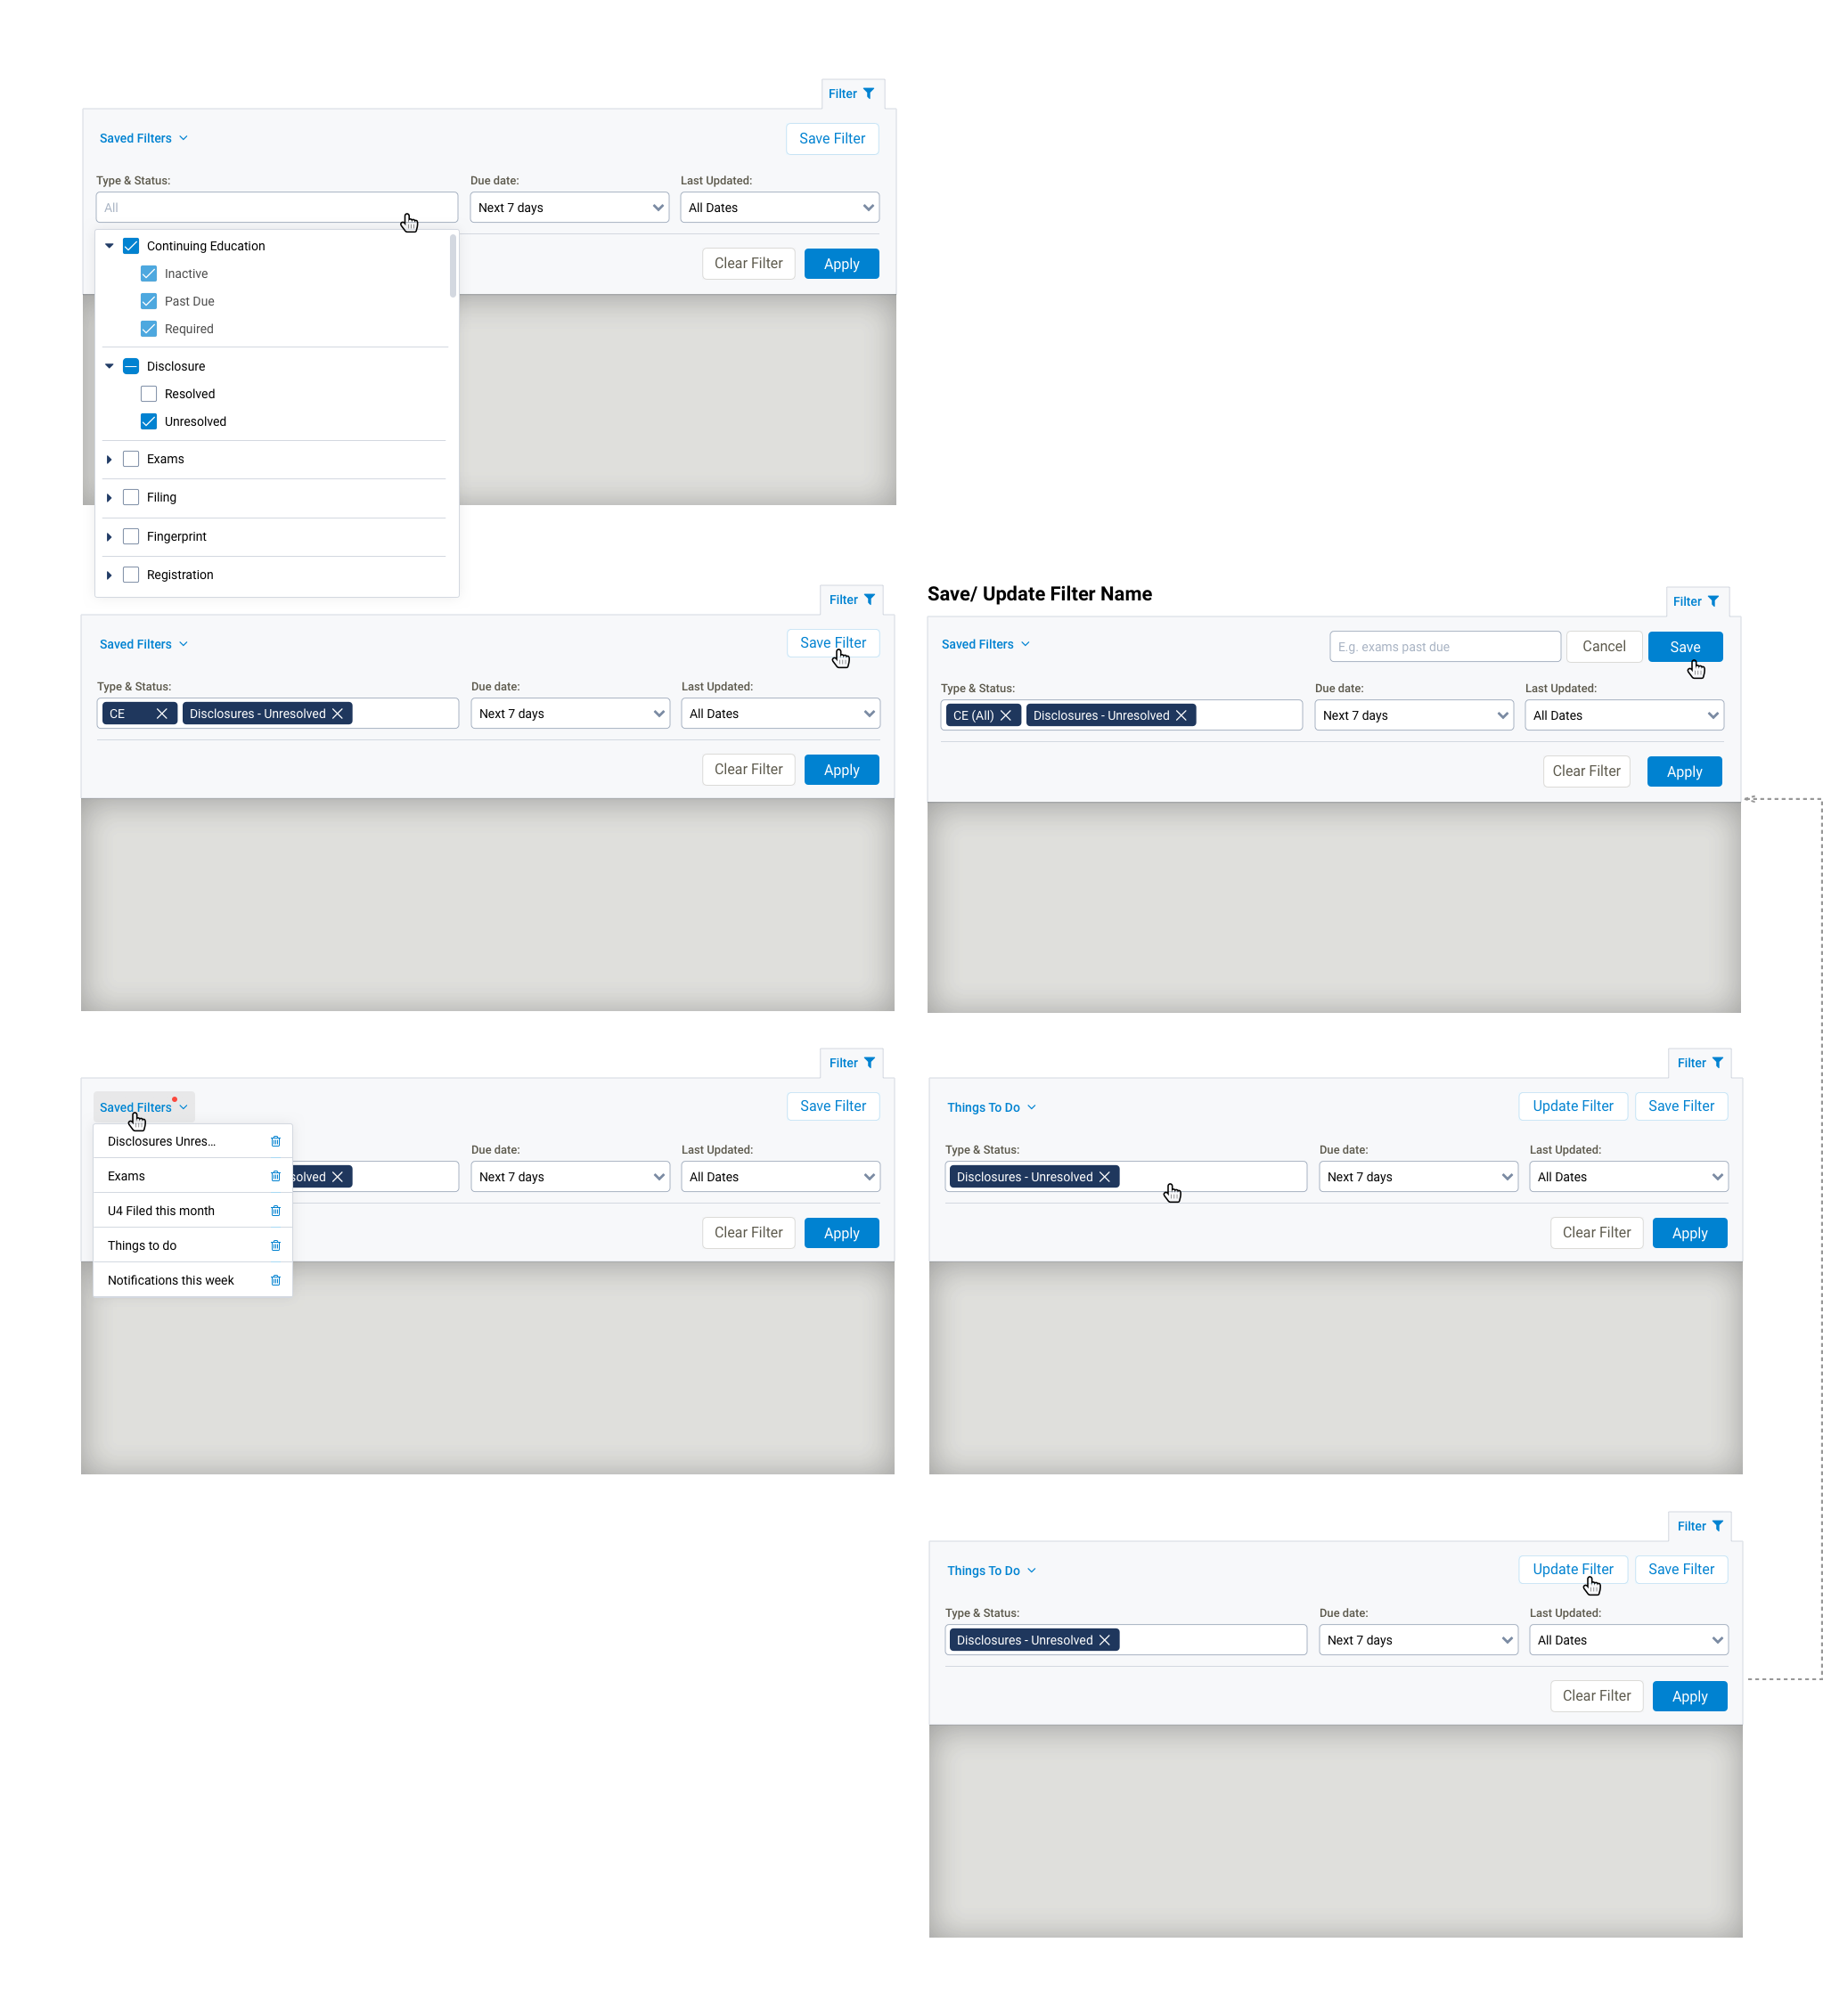 Filter
Saved Filters
Save Filter
Type & Status:
Due date:
Last Updated:
All
Next 7 days
All Dates
Continuing Education
Inactive
Past Due
Required
Disclosure
Resolved
Unresolved
Exams
Filing
Fingerprint
Registration
Clear Filter
Apply
Filter
Saved Filters
Save Filter
Type & Status:
Due date:
Last Updated:
CE
Disclosures - Unresolved
Next 7 days
All Dates
Clear Filter
Apply
Save/ Update Filter Name
Filter
Saved Filters
E.g. exams past due
Cancel
Save
Type & Status:
Due date:
Last Updated:
CE (All)
Disclosures - Unresolved
Next 7 days
All Dates
Clear Filter
Apply
Filter
Saved Filters
Save Filter
Disclosures Unres...
Exams
U4 Filed this month
Things to do
Notifications this week
Due date:
Last Updated:
solved
Next 7 days
All Dates
Clear Filter
Apply
Filter
Things To Do
Update Filter
Save Filter
Type & Status:
Due date:
Last Updated:
Disclosures - Unresolved
Next 7 days
All Dates
Clear Filter
Apply
Filter
Things To Do
Update Filter
Save Filter
Type & Status:
Due date:
Last Updated:
Disclosures - Unresolved
Next 7 days
All Dates
Clear Filter
Apply